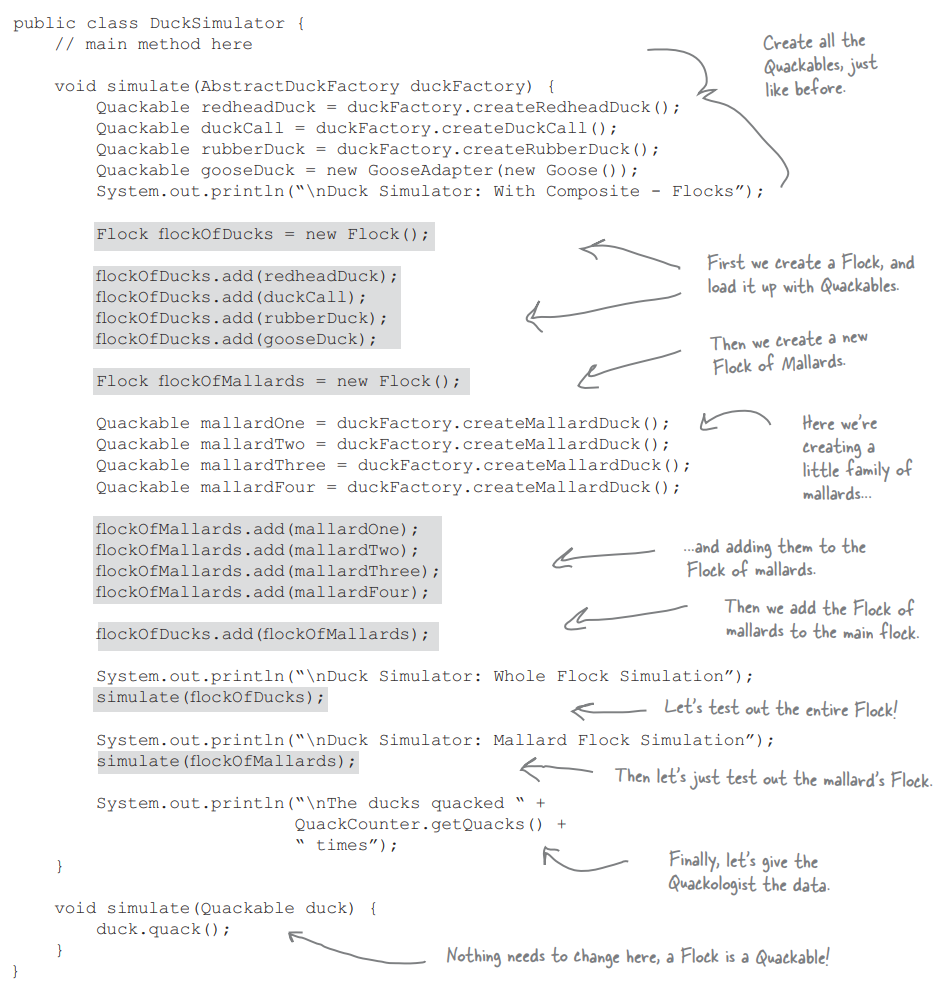 public class DuckSimulator {
// main method here
void simulate(AbstractDuckFactory duckFactory) {
Quackable redheadDuck = duckFactory.createRedheadDuck();
Quackable duckCall = duckFactory.createDuckCall();
Quackable rubberDuck = duckFactory.createRubberDuck();
Quackable gooseDuck = new GooseAdapter(new Goose());
System.out.println(“\nDuck Simulator: With Composite - Flocks”);
Create all the
Quackables, just
like before.
Flock flockOfDucks = new Flock();
flockOfDucks.add(redheadDuck);
flockOfDucks.add(duckCall);
flockOfDucks.add(rubberDuck);
flockOfDucks.add(gooseDuck);
First we create a Flock, and
load it up with Quackables.
Flock flockOfMallards = new Flock();
Then we create a new
Flock of Mallards.
Quackable mallardOne = duckFactory.createMallardDuck();
Quackable mallardTwo = duckFactory.createMallardDuck();
Quackable mallardThree = duckFactory.createMallardDuck();
Quackable mallardFour = duckFactory.createMallardDuck();
Here we're
creating a
little family of
mallards...
flockOfMallards.add(mallardOne);
flockOfMallards.add(mallardTwo);
flockOfMallards.add(mallardThree);
flockOfMallards.add(mallardFour);
...and adding them to the
Flock of mallards.
flockOfDucks.add(flockOfMallards);
Then we add the Flock of
mallards to the main flock.
System.out.println(“\nDuck Simulator: Whole Flock Simulation”);
simulate(flockOfDucks);
Let's test out the entire Flock!
System.out.println(“\nDuck Simulator: Mallard Flock Simulation”);
simulate(flockOfMallards);
Then let's just test out the mallard's Flock.
System.out.println(“\nThe ducks quacked “ +
QuackCounter.getQuacks() +
“ times”);
Finally, let's give the
Quackologist the data.
}
void simulate(Quackable duck) {
duck.quack();
}
Nothing needs to change here, a Flock is a Quackable!
}